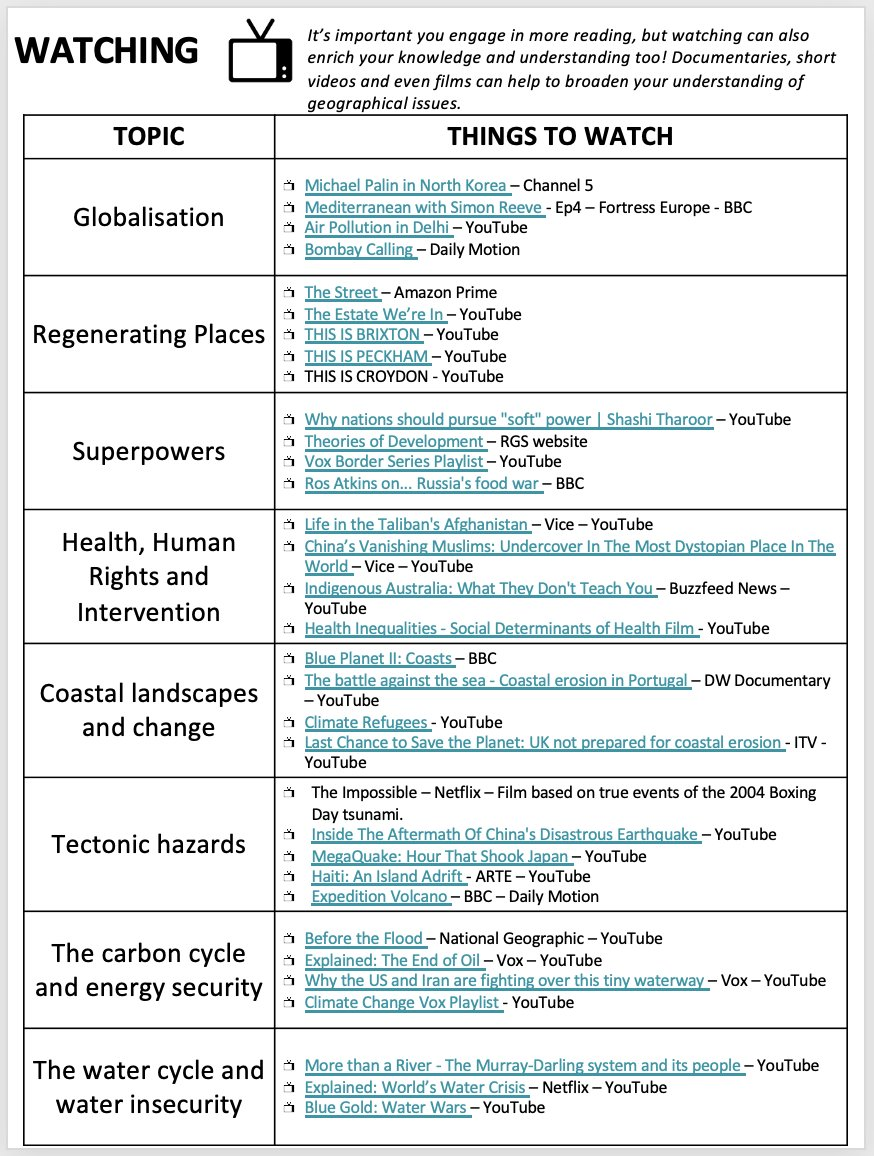 WATCHING
It's important you engage in more reading, but watching can also
enrich your knowledge and understanding too! Documentaries, short
videos and even films can help to broaden your understanding of
geographical issues.
TOPIC
THINGS TO WATCH
Globalisation
Michael Palin in North Korea – Channel 5
Mediterranean with Simon Reeve - Ep4 – Fortress Europe - BBC
Air Pollution in Delhi – YouTube
Bombay Calling – Daily Motion
Regenerating Places
The Street – Amazon Prime
The Estate We're In – YouTube
THIS IS BRIXTON – YouTube
THIS IS PECKHAM – YouTube
THIS IS CROYDON - YouTube
Superpowers
Why nations should pursue "soft" power | Shashi Tharoor – YouTube
Theories of Development – RGS website
Vox Border Series Playlist – YouTube
Ros Atkins on... Russia's food war – BBC
Health, Human
Rights and
Intervention
Life in the Taliban's Afghanistan – Vice – YouTube
China's Vanishing Muslims: Undercover In The Most Dystopian Place In The
World – Vice – YouTube
Indigenous Australia: What They Don't Teach You – Buzzfeed News –
YouTube
Health Inequalities - Social Determinants of Health Film - YouTube
Coastal landscapes
and change
Blue Planet II: Coasts – BBC
The battle against the sea - Coastal erosion in Portugal – DW Documentary
– YouTube
Climate Refugees - YouTube
Last Chance to Save the Planet: UK not prepared for coastal erosion - ITV -
YouTube
Tectonic hazards
The Impossible – Netflix – Film based on true events of the 2004 Boxing
Day tsunami.
Inside The Aftermath Of China's Disastrous Earthquake – YouTube
MegaQuake: Hour That Shook Japan – YouTube
Haiti: An Island Adrift - ARTE – YouTube
Expedition Volcano – BBC – Daily Motion
The carbon cycle
and energy security
Before the Flood – National Geographic – YouTube
Explained: The End of Oil – Vox – YouTube
Why the US and Iran are fighting over this tiny waterway – Vox – YouTube
Climate Change Vox Playlist - YouTube
The water cycle and
water insecurity
More than a River - The Murray-Darling system and its people – YouTube
Explained: World's Water Crisis – Netflix – YouTube
Blue Gold: Water Wars – YouTube